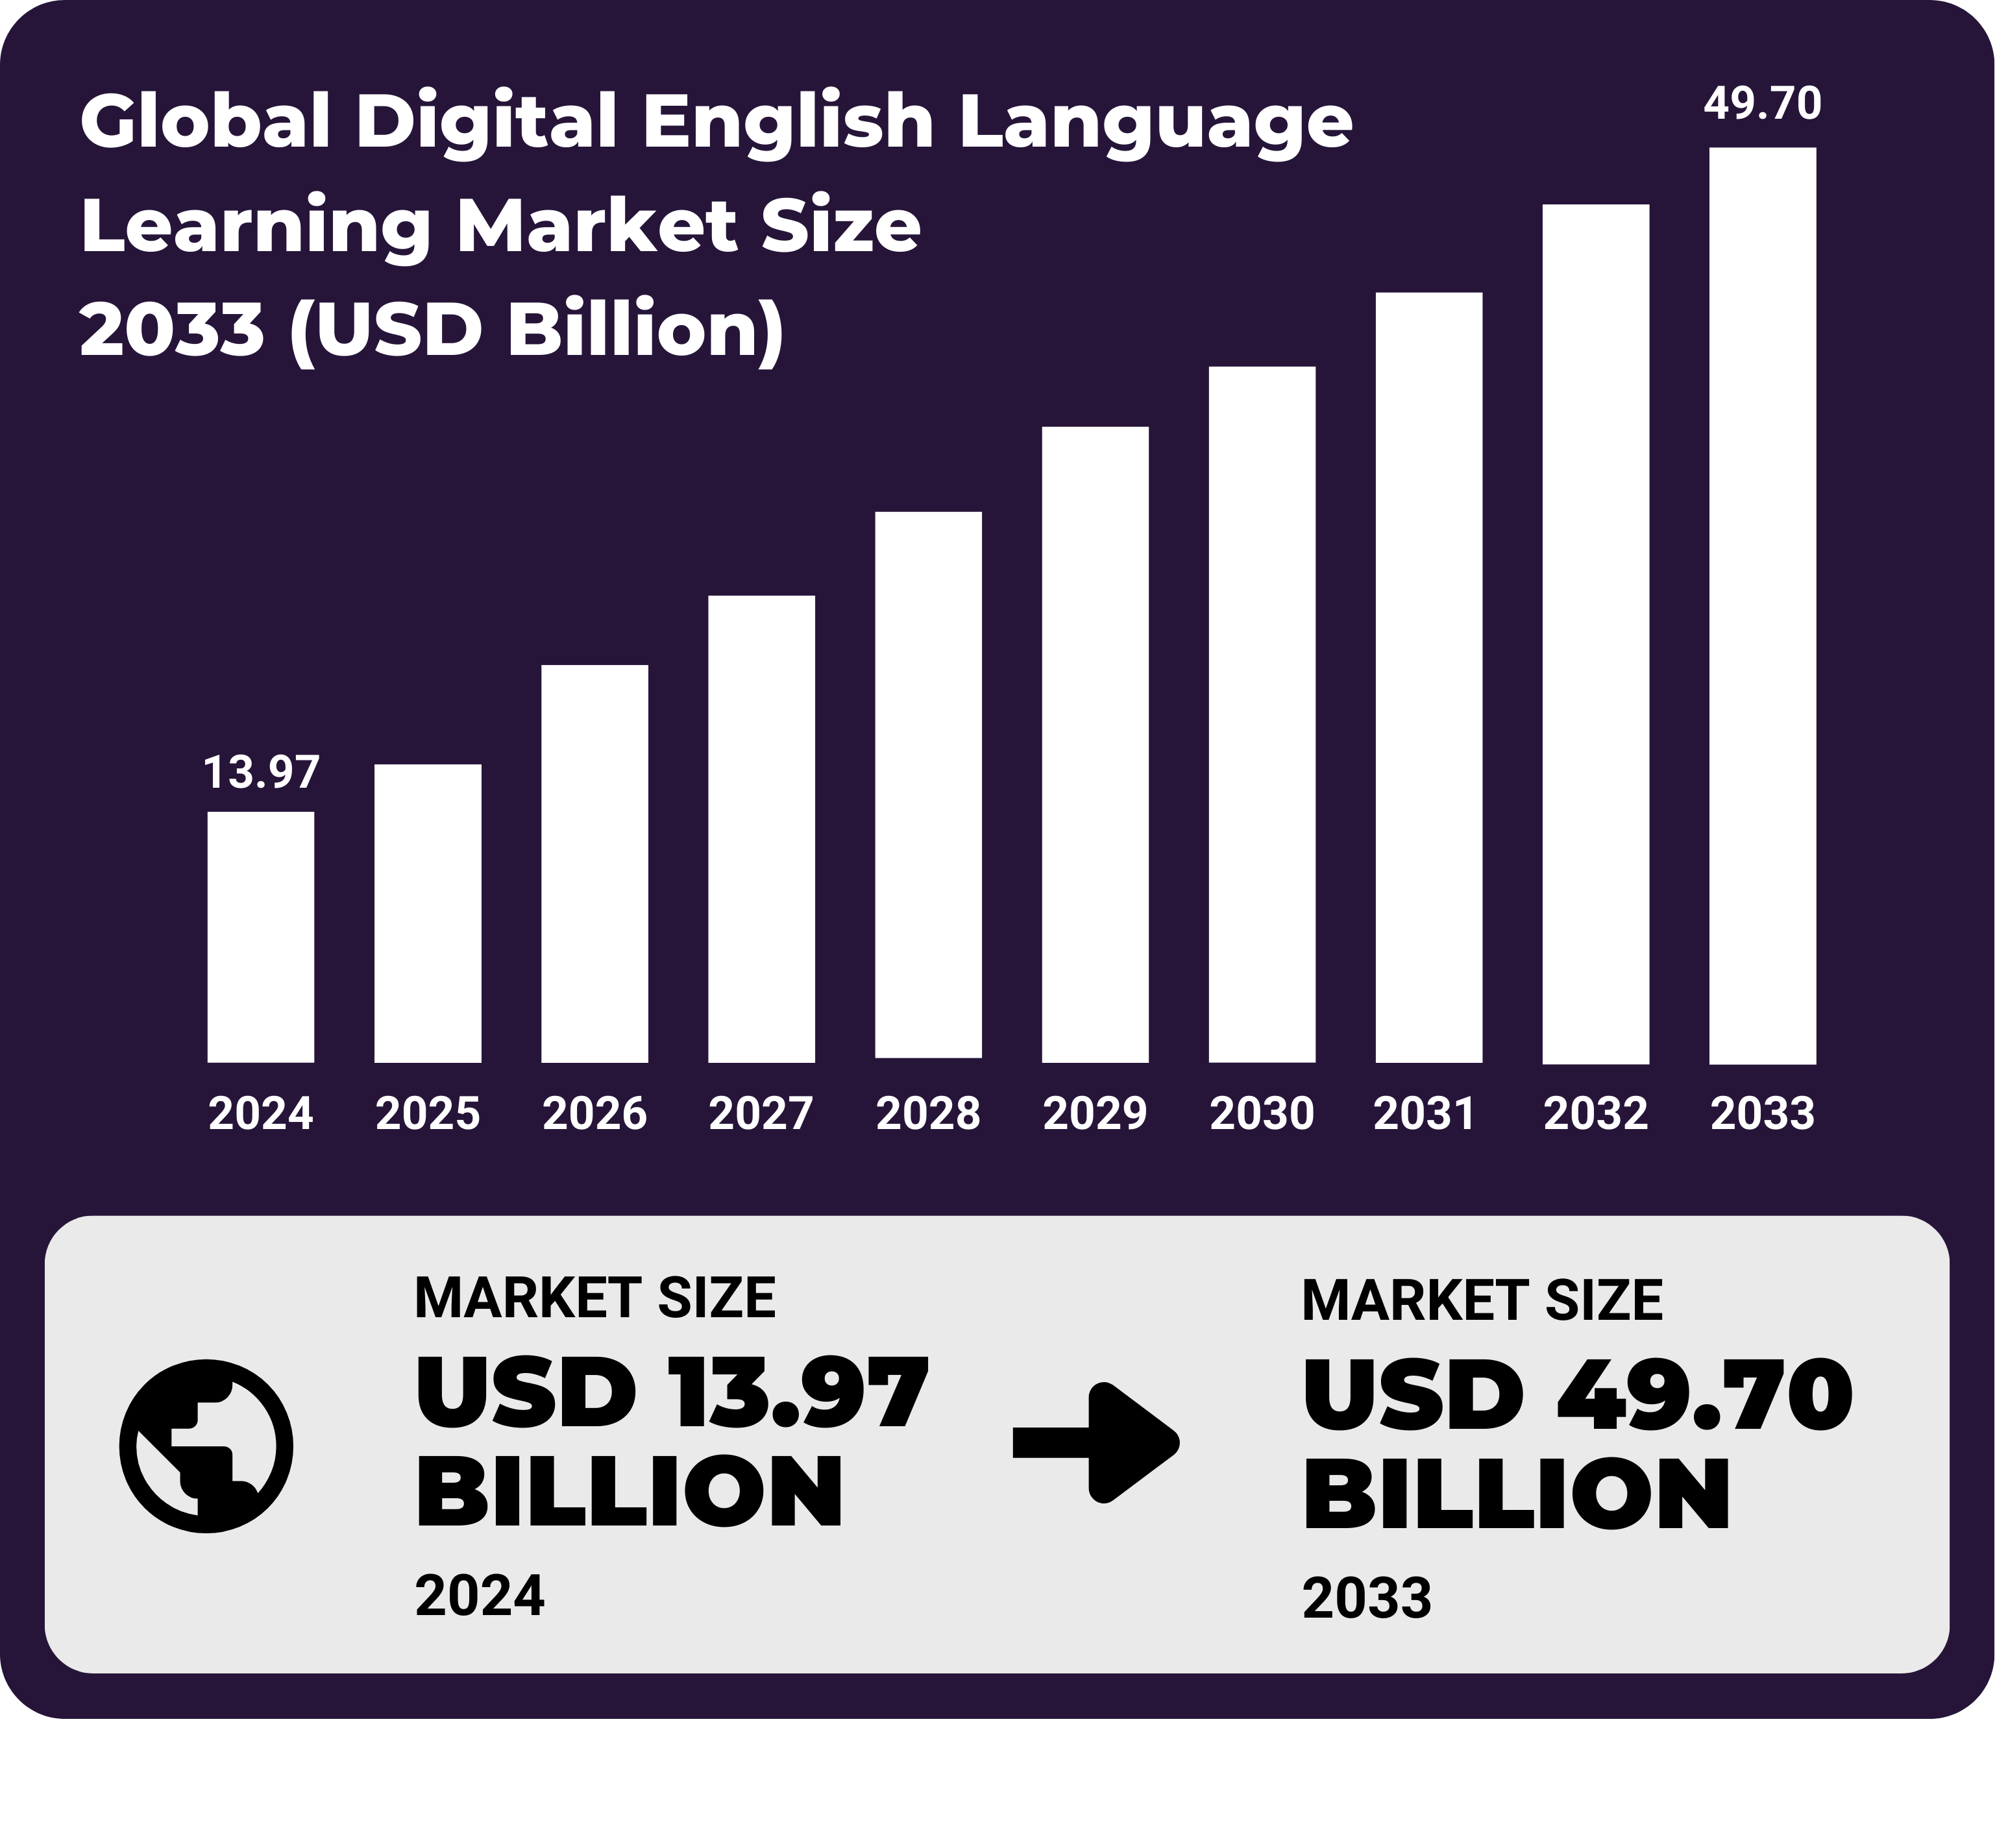 Global Digital English Language
Learning Market Size
2033 (USD Billion)
49.70
13.97
2024 2025 2026 2027 2028 2029 2030 2031 2032 2033
MARKET SIZE
USD 13.97
BILLION
2024
MARKET SIZE
USD 49.70
BILLION
2033